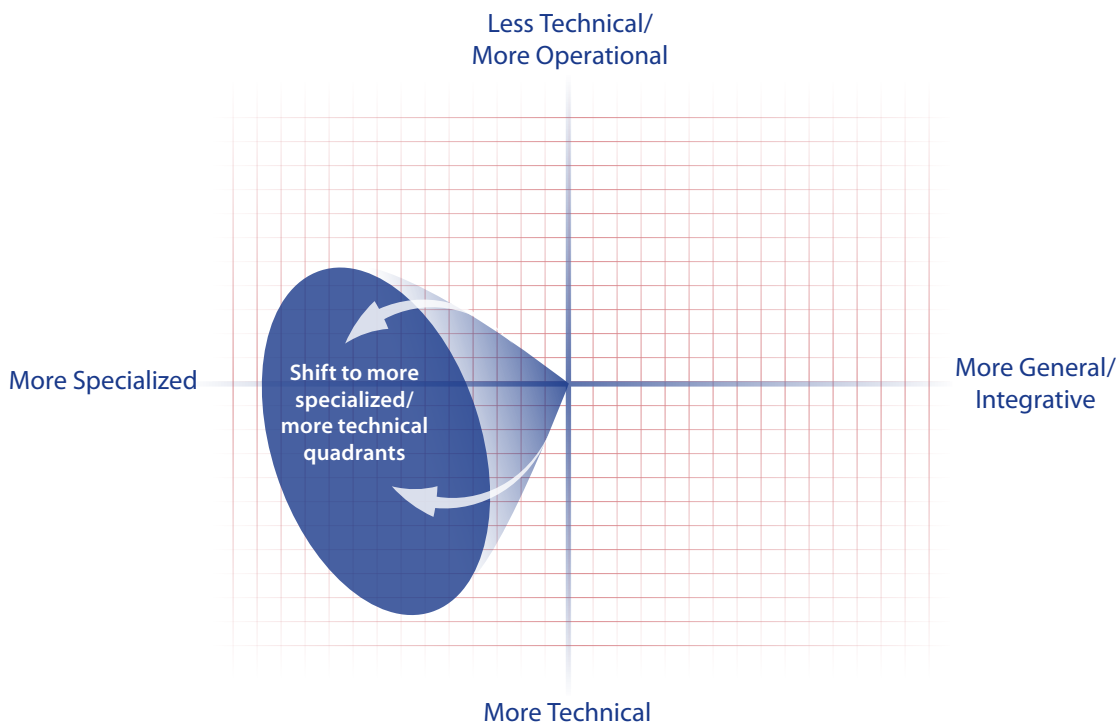 Less Technical/
More Operational
More Specialized
Shift to more
specialized/
more technical
quadrants
More General/
Integrative
More Technical